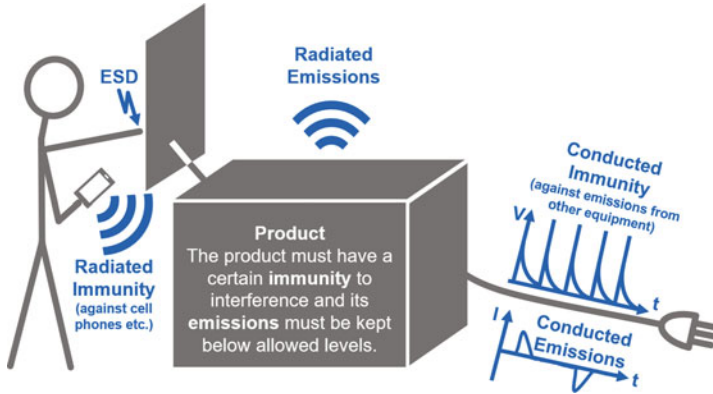 ESD
Radiated
Emissions
Radiated
Immunity
(against cell
phones etc.)
Product
The product must have a
certain immunity to
interference and its
emissions must be kept
below allowed levels.
Conducted
Immunity
(against emissions from
other equipment)
V
t
I
Conducted
Emissions
t